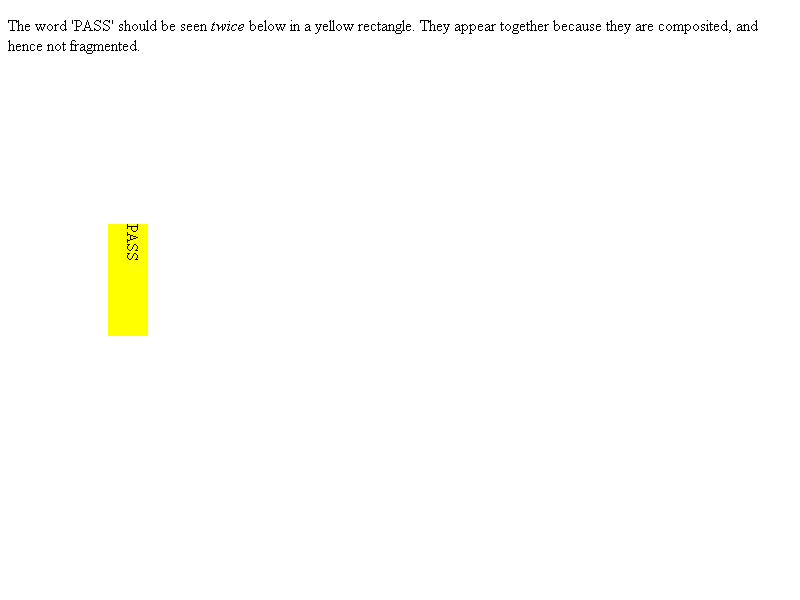 The word 'PASS' should be seen twice below in a yellow rectangle. They appear together because they are composited, and
hence not fragmented.
PASS